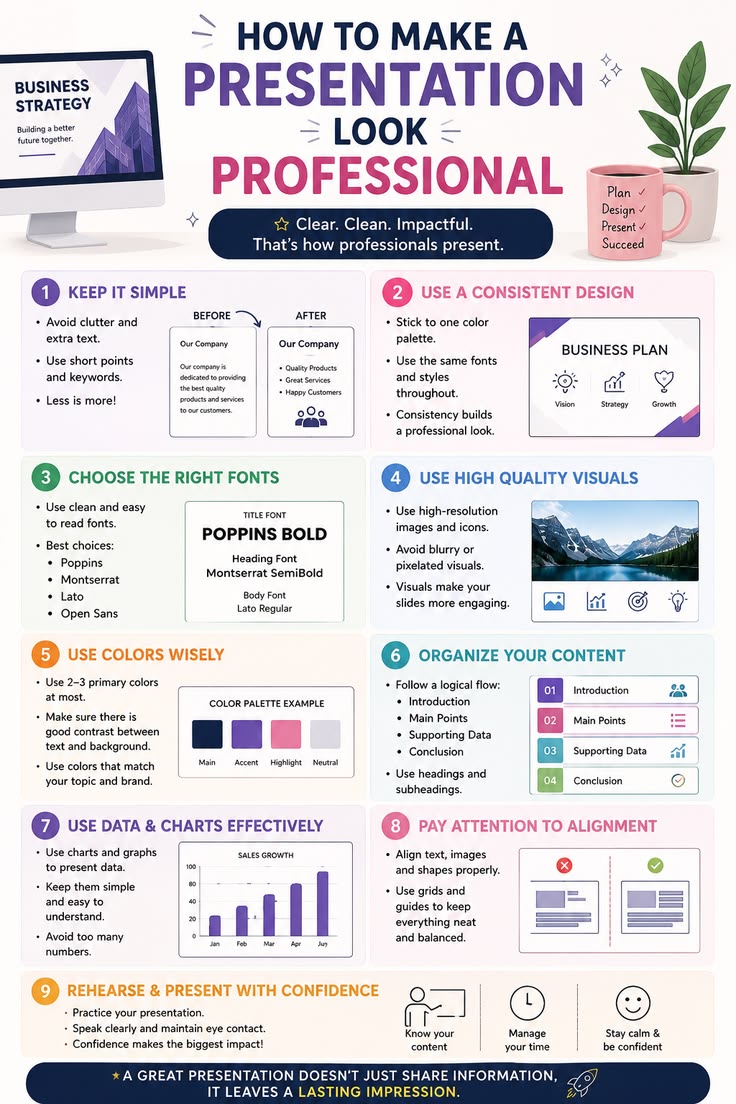 HOW TO MAKE A
PRESENTATION
LOOK
PROFESSIONAL
Clear. Clean. Impactful.
That's how professionals present.
BUSINESS
STRATEGY
Building a better
future together.
Plan ✓
Design ✓
Present ✓
Succeed
1 KEEP IT SIMPLE
• Avoid clutter and
extra text.
• Use short points
and keywords.
• Less is more!
BEFORE
Our Company
Our company is
dedicated to providing
the best quality
products and services
to our customers.
AFTER
Our Company
• Quality Products
• Great Services
• Happy Customers
2 USE A CONSISTENT DESIGN
• Stick to one color
palette.
• Use the same fonts
and styles
throughout.
• Consistency builds
a professional look.
BUSINESS PLAN
Vision
Strategy
Growth
3 CHOOSE THE RIGHT FONTS
• Use clean and easy
to read fonts.
• Best choices:
• Poppins
• Montserrat
• Lato
• Open Sans
TITLE FONT
POPPINS BOLD
Heading Font
Montserrat SemiBold
Body Font
Lato Regular
4 USE HIGH QUALITY VISUALS
• Use high-resolution
images and icons.
• Avoid blurry or
pixelated visuals.
• Visuals make your
slides more engaging.
5 USE COLORS WISELY
• Use 2–3 primary colors
at most.
• Make sure there is
good contrast between
text and background.
• Use colors that match
your topic and brand.
COLOR PALETTE EXAMPLE
Main
Accent
Highlight
Neutral
6 ORGANIZE YOUR CONTENT
• Follow a logical flow:
• Introduction
• Main Points
• Supporting Data
• Conclusion
• Use headings and
subheadings.
01 Introduction
02 Main Points
03 Supporting Data
04 Conclusion
7 USE DATA & CHARTS EFFECTIVELY
• Use charts and graphs
to present data.
• Keep them simple
and easy to
understand.
• Avoid too many
numbers.
SALES GROWTH
100
80
60
40
20
0
Jan
Feb
Mar
Apr
8 PAY ATTENTION TO ALIGNMENT
• Align text, images
and shapes properly.
• Use grids and
guides to keep
everything neat
and balanced.
9 REHEARSE & PRESENT WITH CONFIDENCE
• Practice your presentation.
• Speak clearly and maintain eye contact.
• Confidence makes the biggest impact!
Know your
content
Manage
your time
Stay calm &
be confident
A GREAT PRESENTATION DOESN'T JUST SHARE INFORMATION,
IT LEAVES A LASTING IMPRESSION.